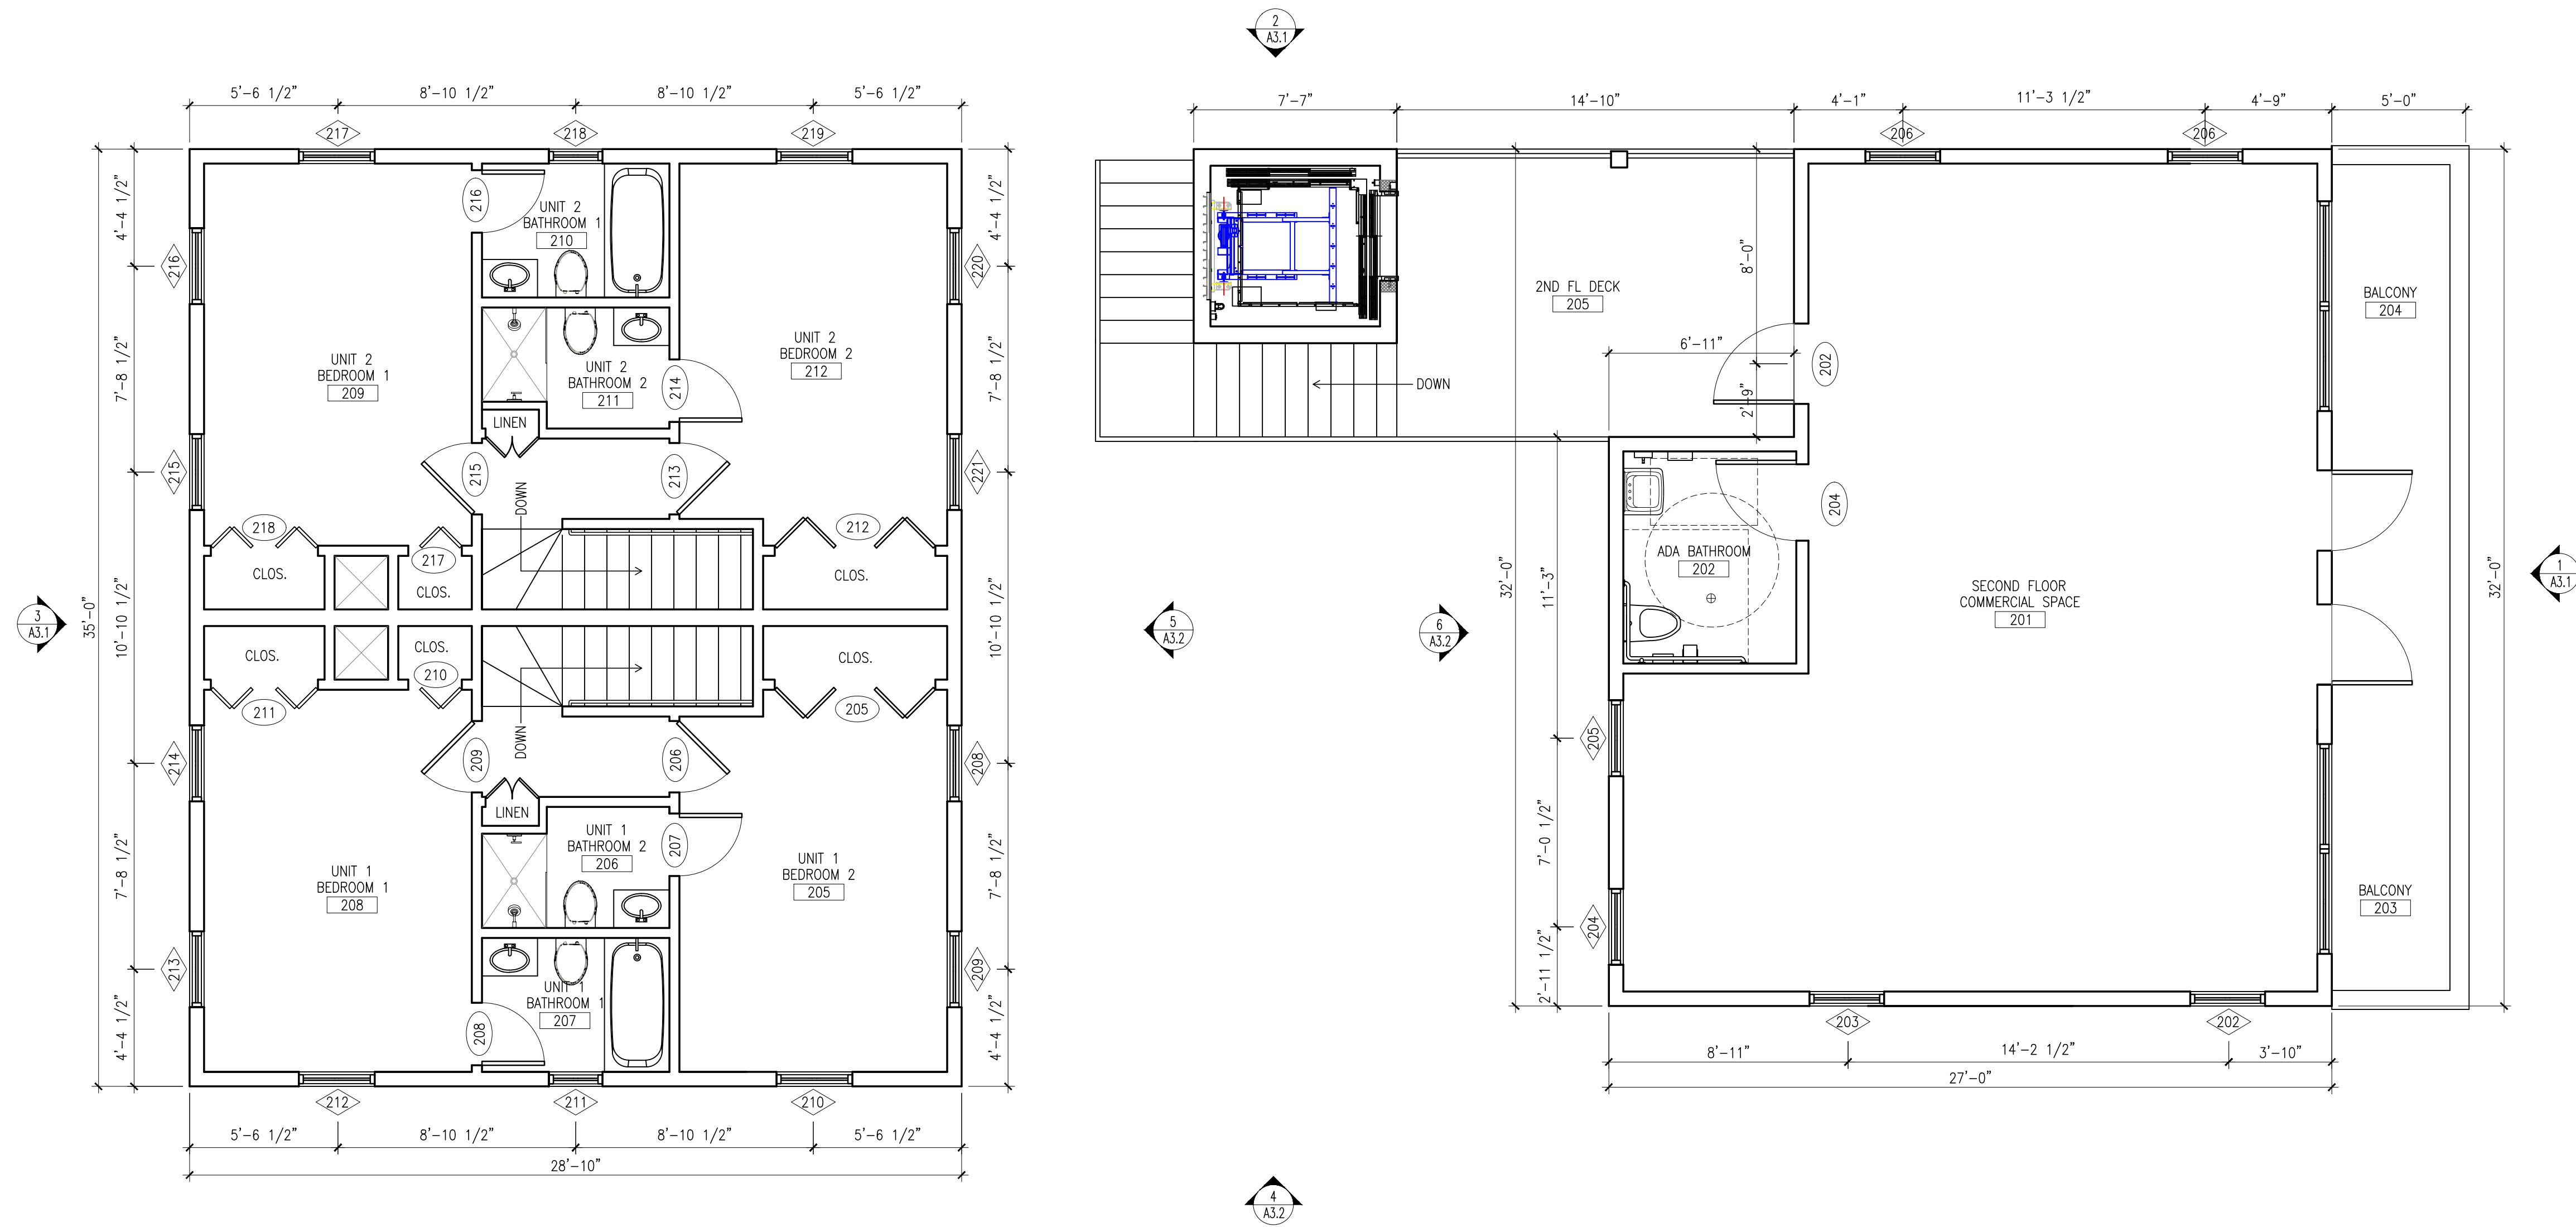 2
A3.1
5'-6 1/2"
8'-10 1/2"
8'-10 1/2"
5'-6 1/2"
217
218
219
4'-4 1/2"
7'-8 1/2"
10'-10 1/2"
7'-8 1/2"
4'-4 1/2"
35'-0"
3
A3.1
216
215
214
213
216
UNIT 2
BATHROOM 1
210
UNIT 2
BEDROOM 1
209
UNIT 2
BATHROOM 2
211
214
UNIT 2
BEDROOM 2
212
LINEN
215
213
DOWN
218
217
212
CLOS.
CLOS.
CLOS.
CLOS.
CLOS.
CLOS.
211
210
205
209
DOWN
206
LINEN
UNIT 1
BATHROOM 2
206
207
UNIT 1
BEDROOM 1
208
UNIT 1
BEDROOM 2
205
UNIT 1
BATHROOM 1
207
208
220
221
208
209
4'-4 1/2"
7'-8 1/2"
10'-10 1/2"
7'-8 1/2"
4'-4 1/2"
212
211
210
5'-6 1/2"
8'-10 1/2"
8'-10 1/2"
5'-6 1/2"
28'-10"
7'-7"
14'-10"
4'-1"
11'-3 1/2"
4'-9"
5'-0"
206
206
8'-0"
2ND FL DECK
205
6'-11"
2'-9"
202
DOWN
BALCONY
204
204
ADA BATHROOM
202
SECOND FLOOR
COMMERCIAL SPACE
201
32'-0"
11'-3"
7'-0 1/2"
2'-11 1/2"
205
204
5
A3.2
6
A3.2
1
A3.1
32'-0"
BALCONY
203
203
202
8'-11"
14'-2 1/2"
3'-10"
27'-0"
4
A3.2